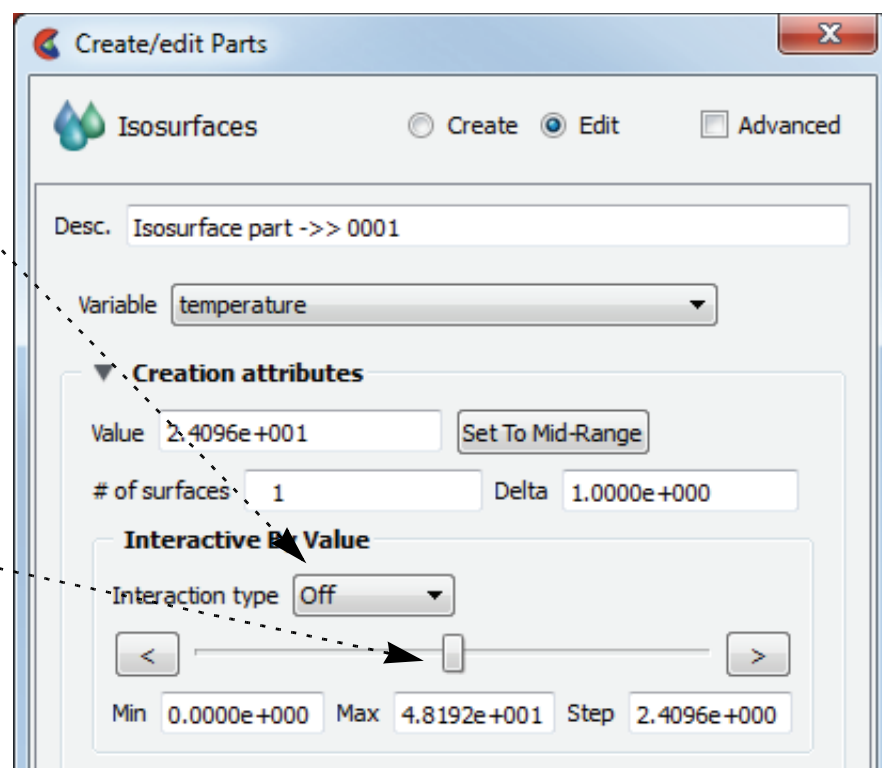 Create/edit Parts
Isosurfaces Create Edit Advanced
Desc. Isosurface part ->> 0001
Variable temperature
Creation attributes
Value 2.4096e+001 Set To Mid-Range
# of surfaces 1 Delta 1.0000e+000
Interactive By Value
Interaction type Off
< >
Min 0.0000e+000 Max 4.8192e+001 Step 2.4096e+000